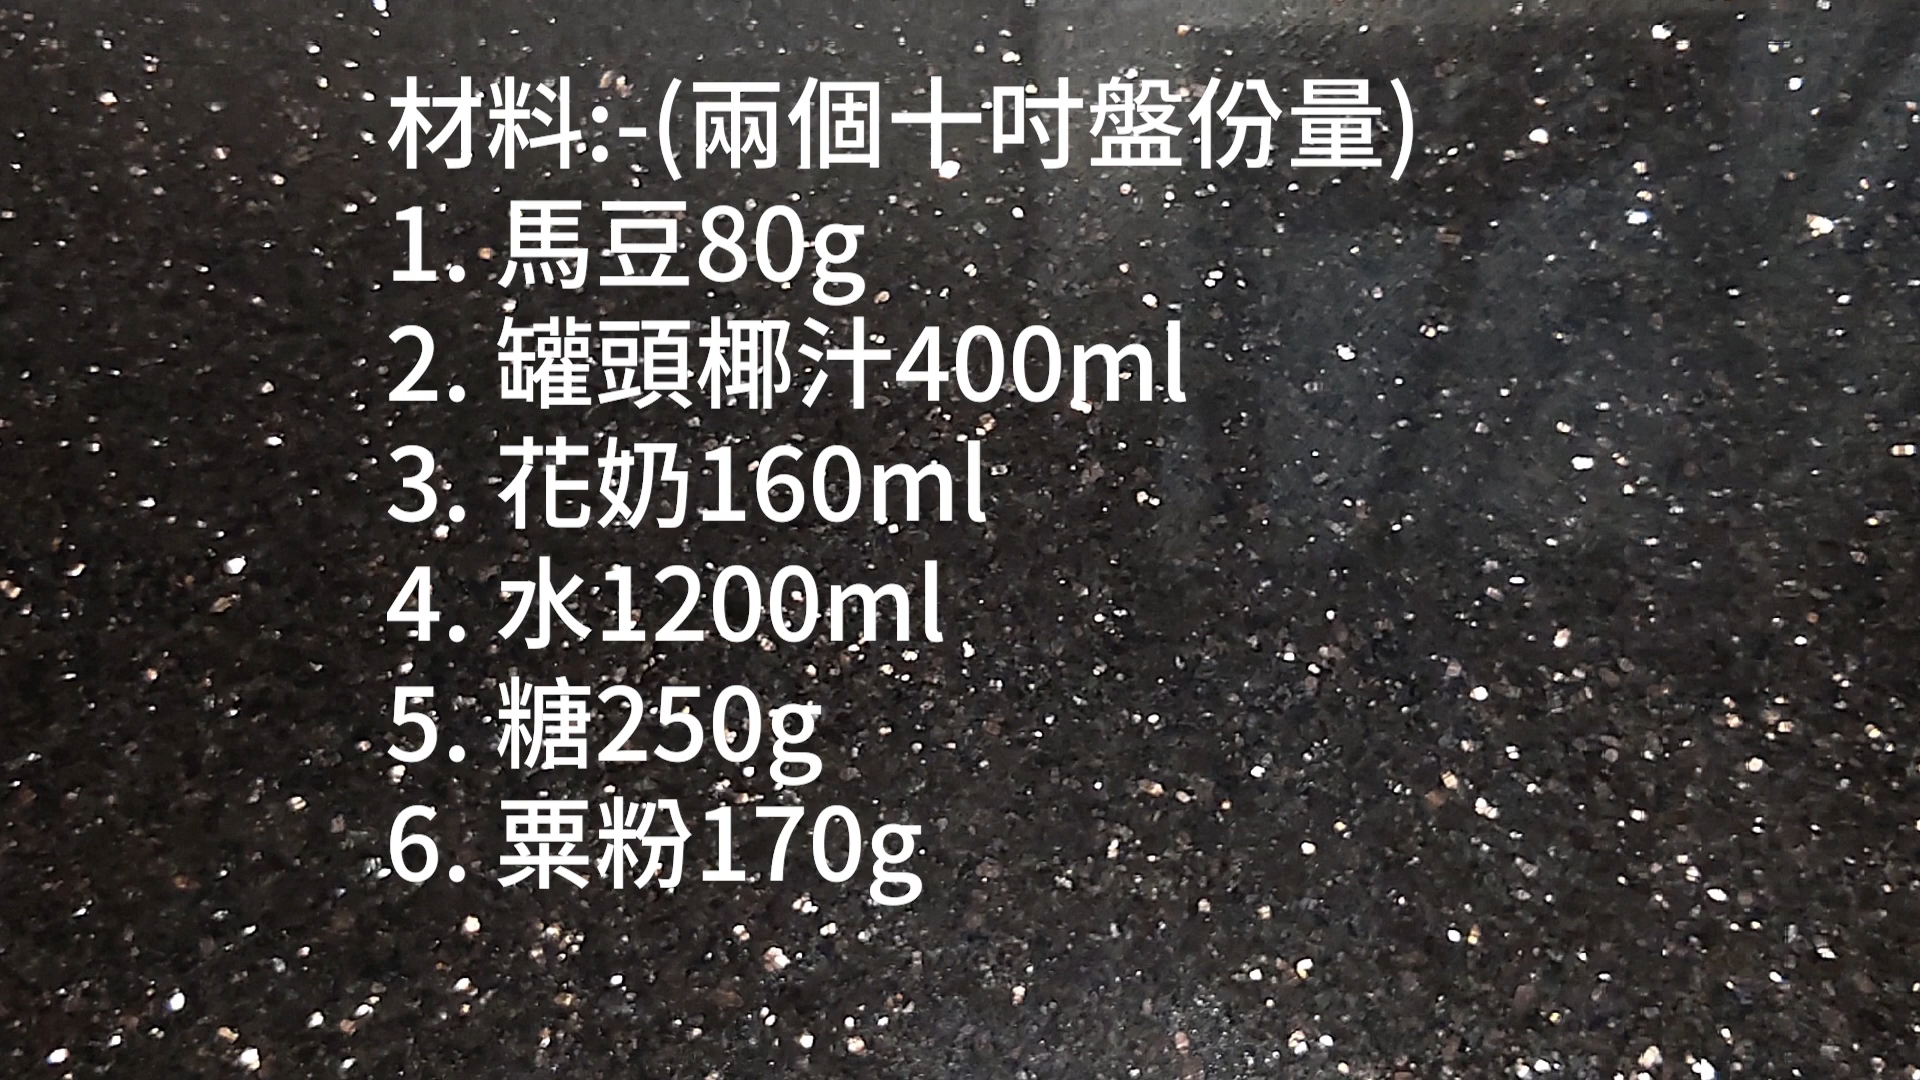 材料:-(兩個十吋盤份量)
1. 馬豆80g
2. 罐頭椰汁400ml
3. 花奶160ml
4. 水1200ml
5. 糖250g
6. 粟粉170g